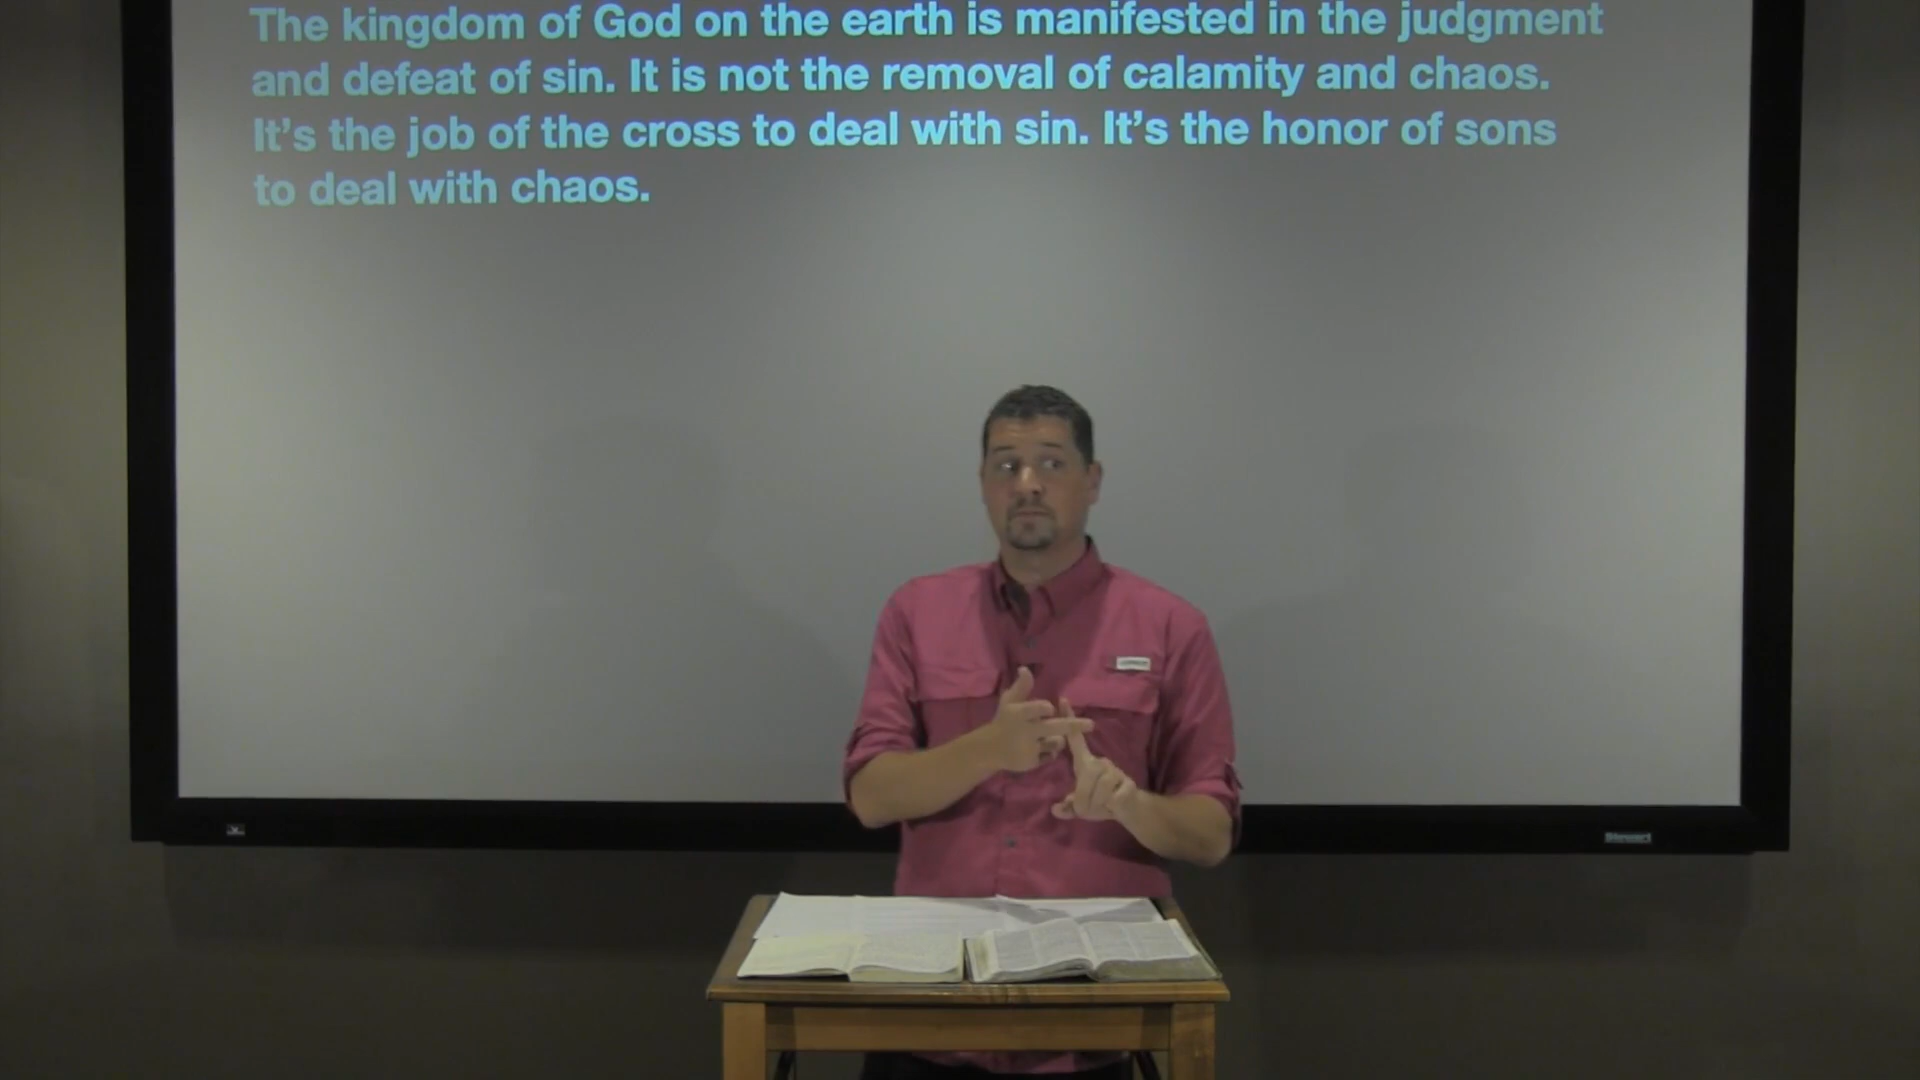 The kingdom of God on the earth is manifested in the judgment
and defeat of sin. It is not the removal of calamity and chaos.
It's the job of the cross to deal with sin. It's the honor of sons
to deal with chaos.
Stewart